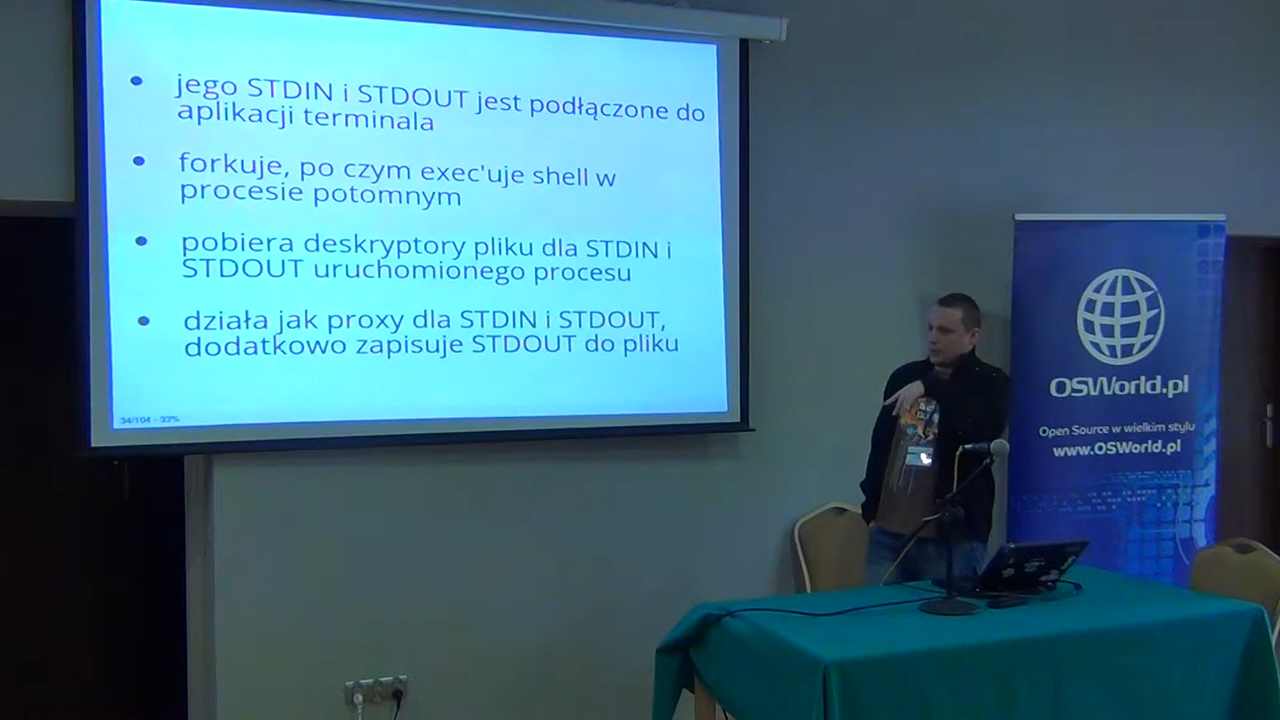 jego STDIN i STDOUT jest podłączone do
aplikacji terminala
forkuje, po czym exec'uje shell w
procesie potomnym
pobiera deskryptory pliku dla STDIN i
STDOUT uruchomionego procesu
działa jak proxy dla STDIN i STDOUT,
dodatkowo zapisuje STDOUT do pliku
34/104 - 33%
OSWorld.pl
Open Source w wielkim stylu
www.OSWorld.pl